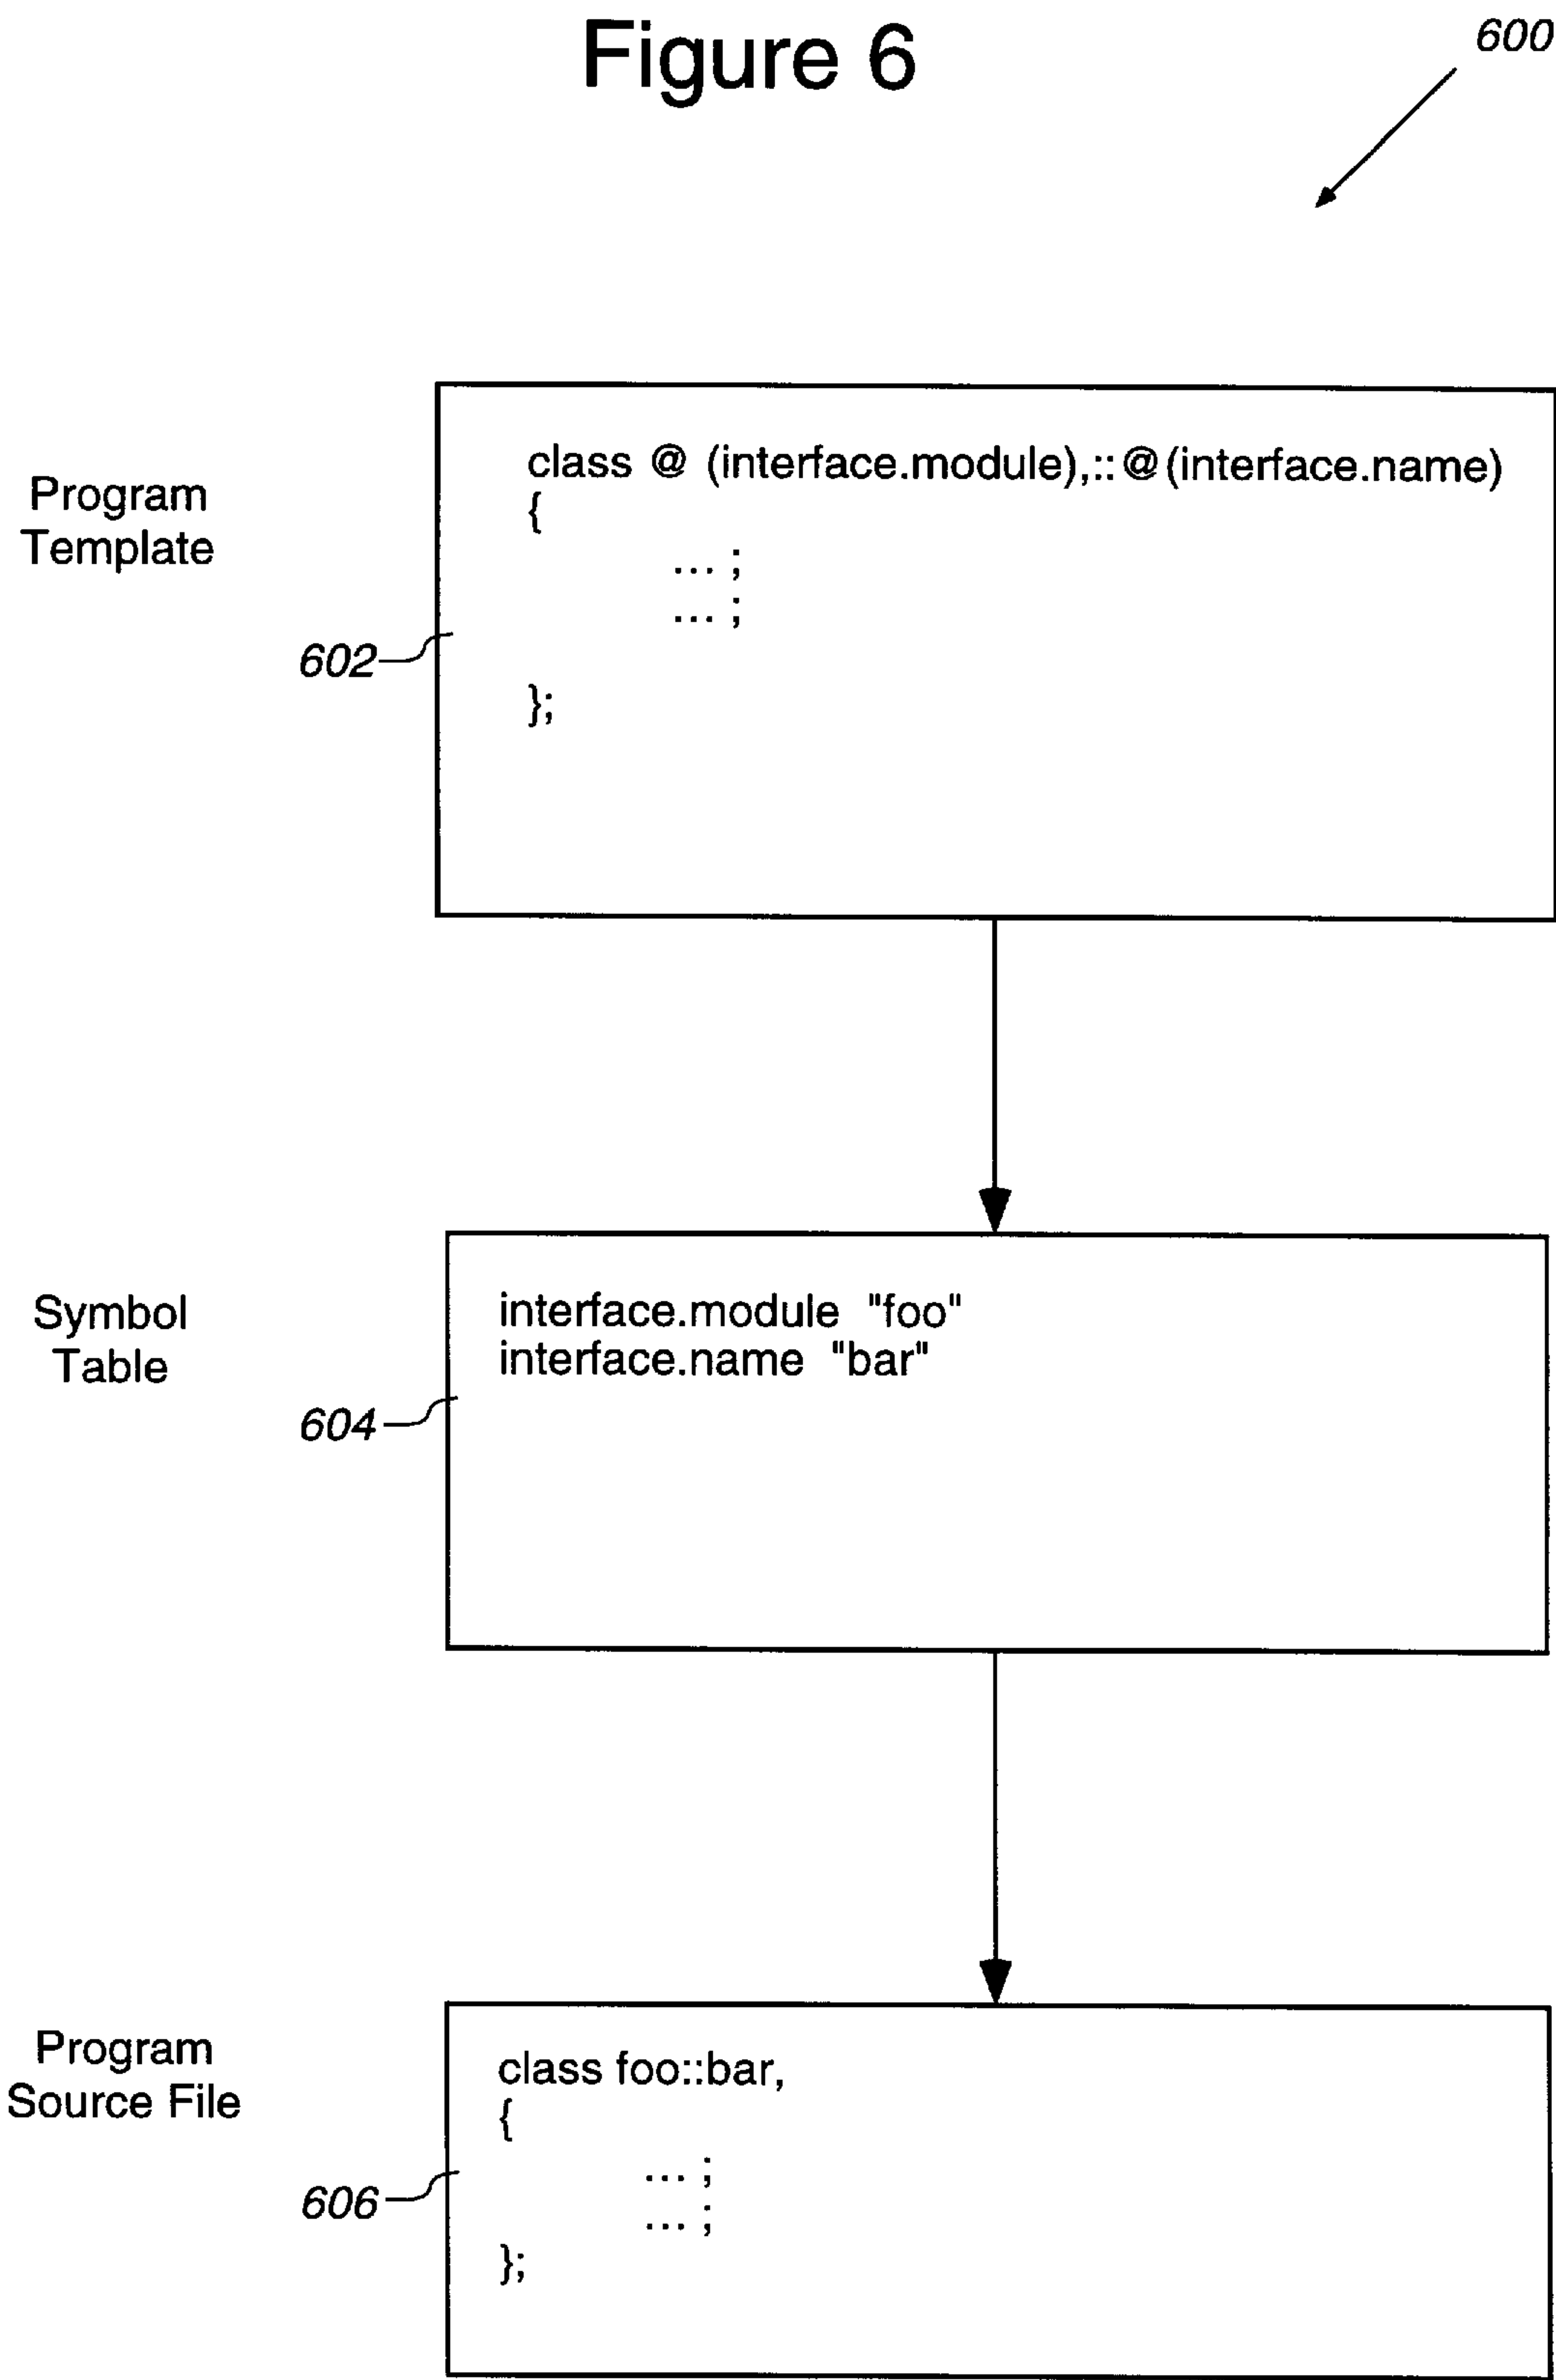 Figure 6
600
Program
Template
class @ (interface.module),::@(interface.name)
{
... ;
... ;
602
};
Symbol
Table
interface.module "foo"
interface.name "bar"
604
Program
Source File
class foo::bar,
{
... ;
606
... ;
};